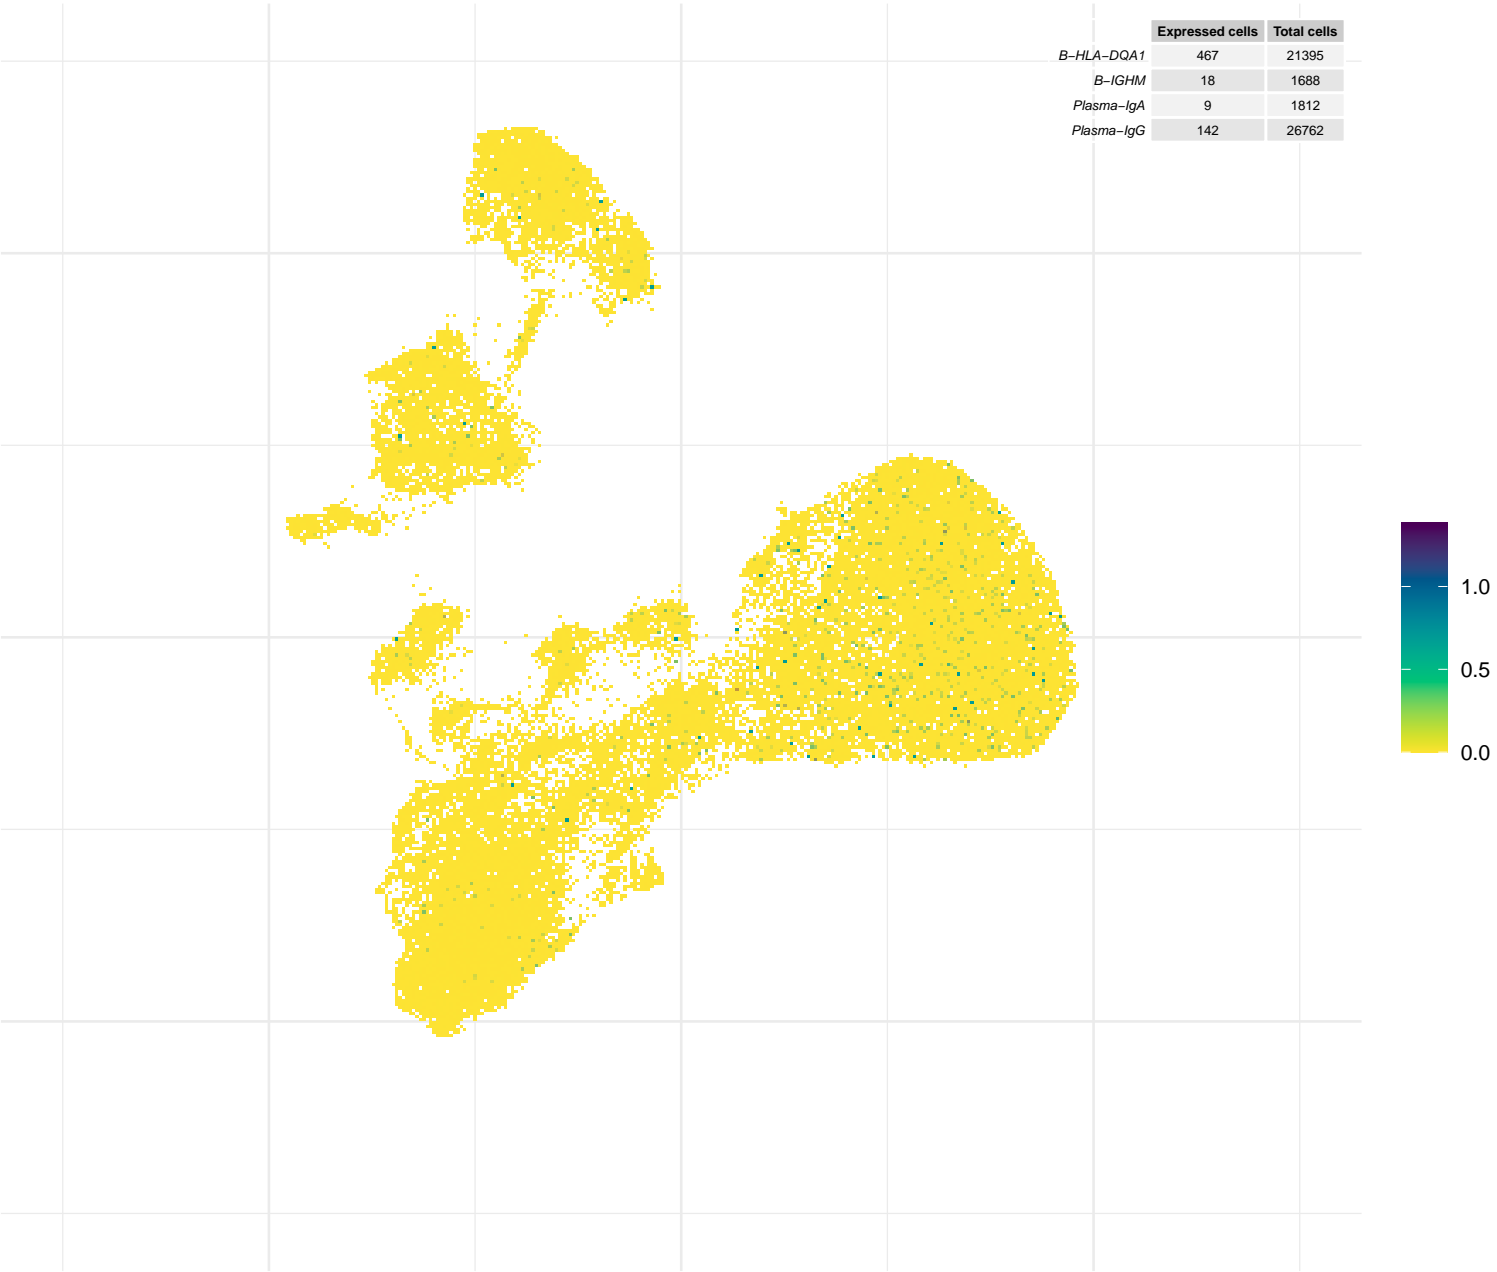 Expressed cells Total cells
B−HLA−DQA1 467 21395
B−IGHM 18 1688
Plasma−IgA 9 1812
Plasma−IgG 142 26762
1.0
0.5
0.0